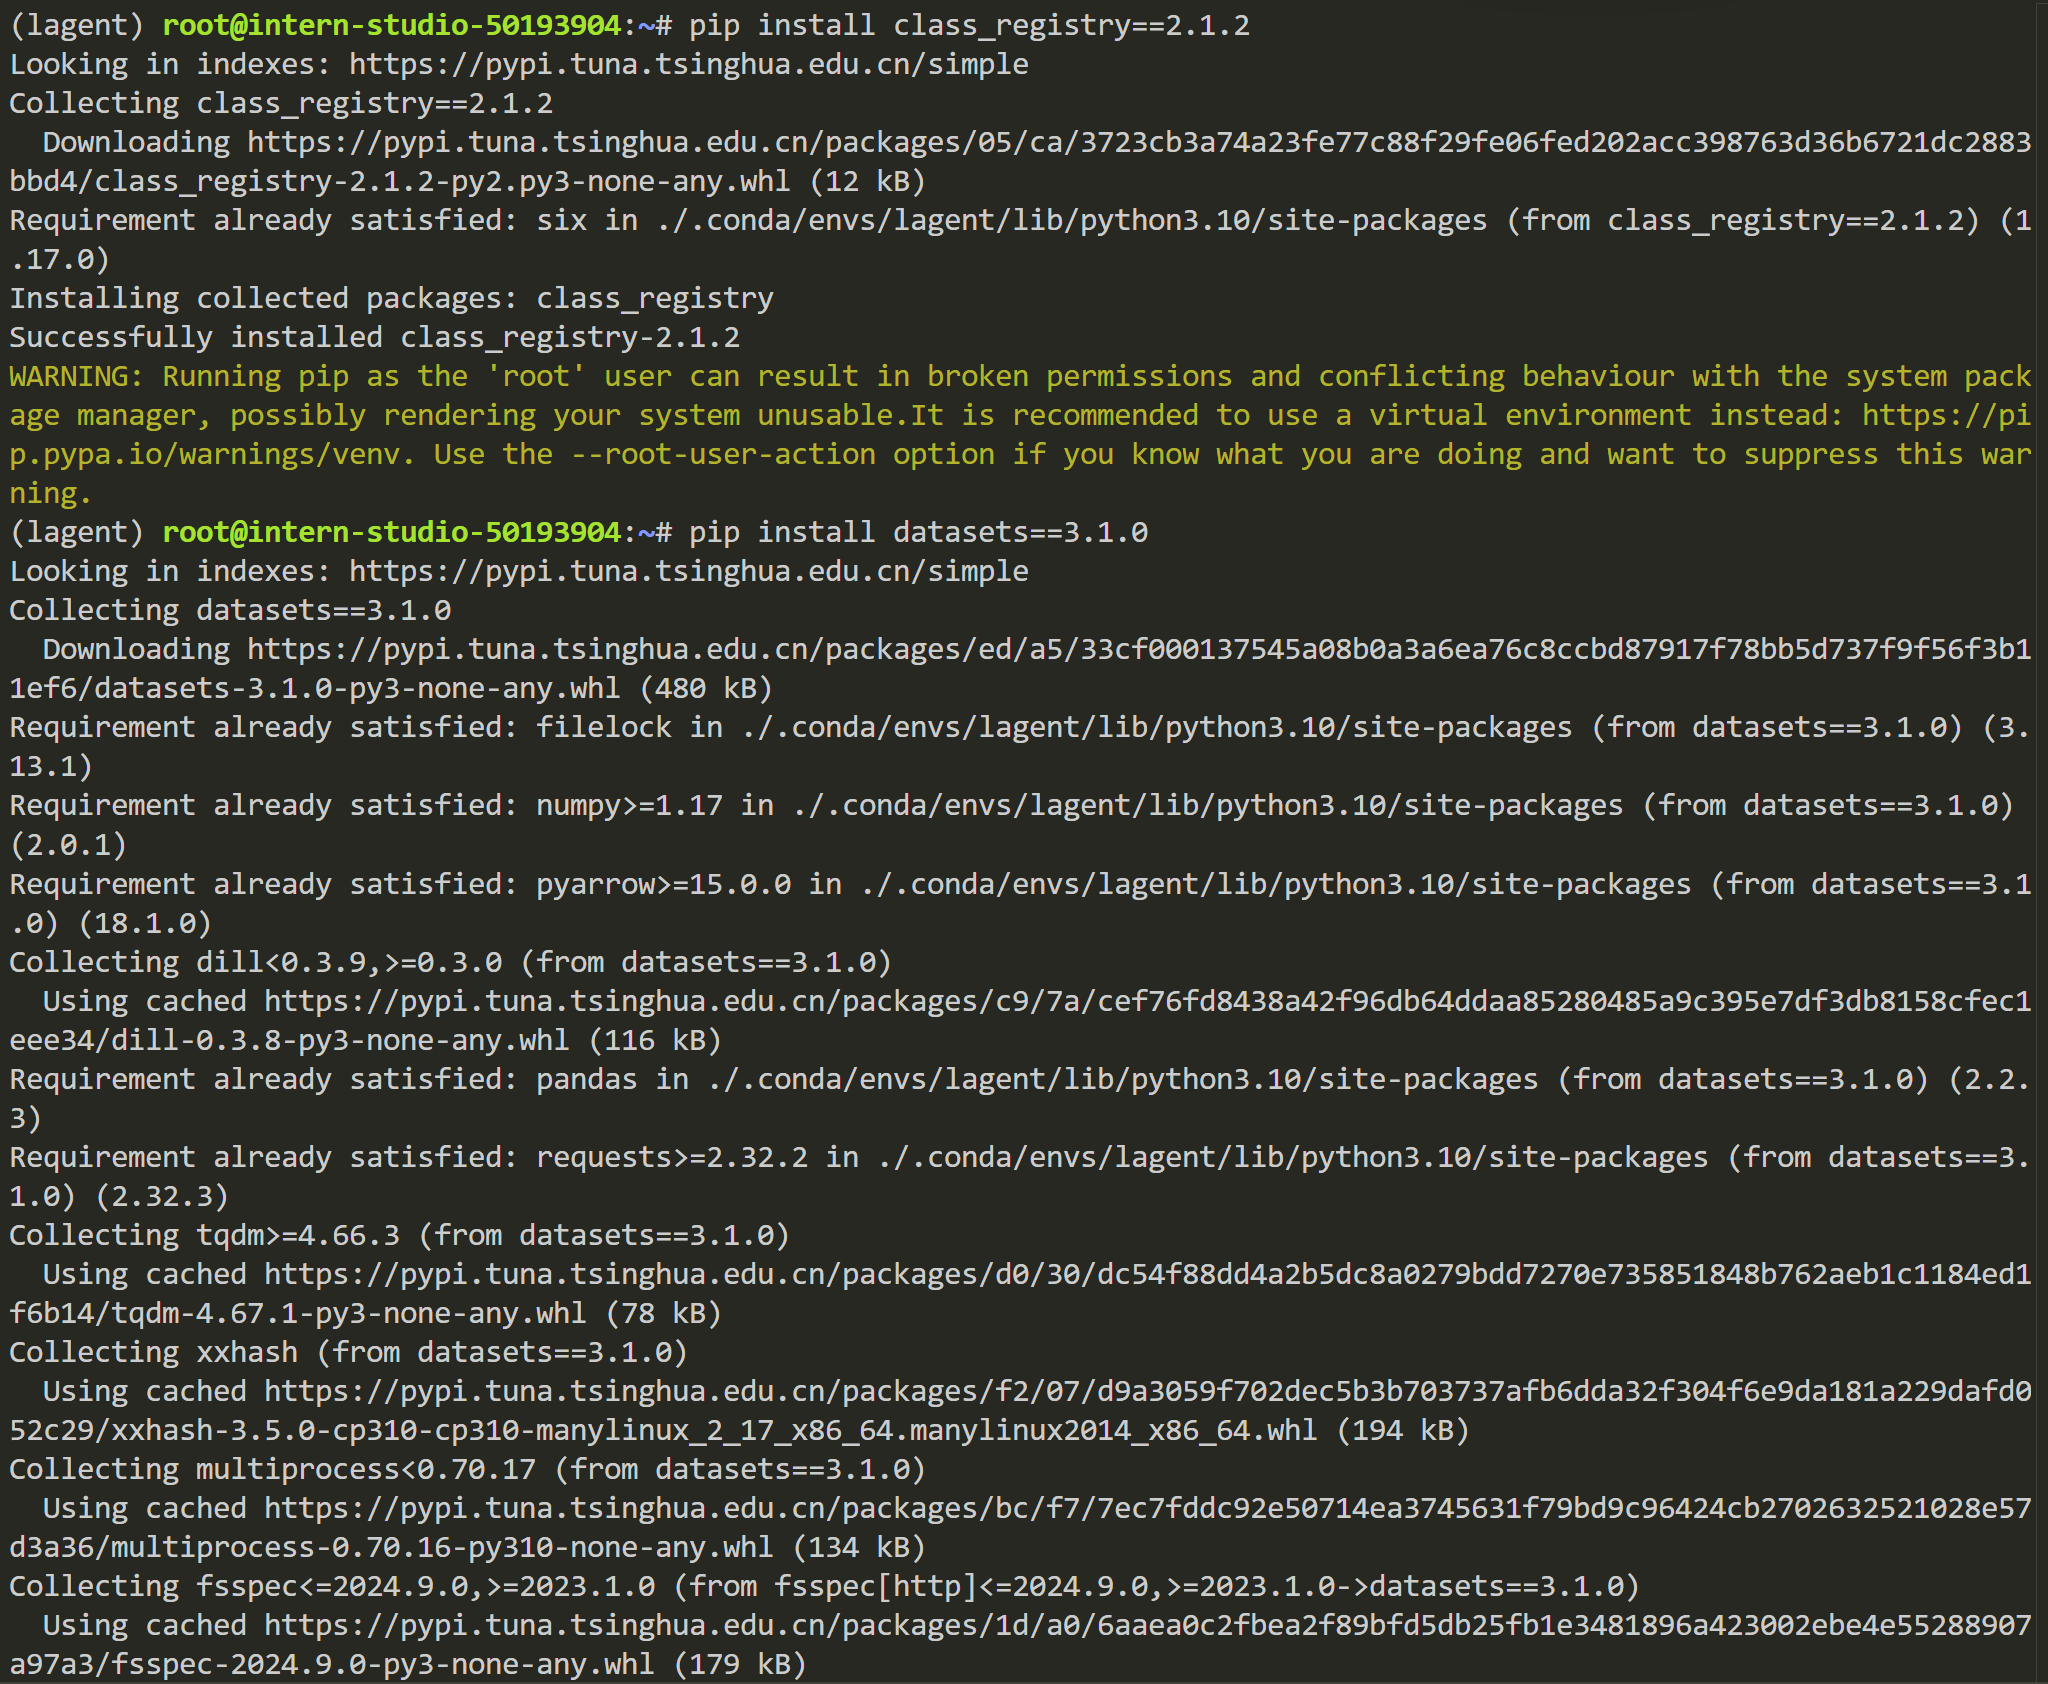 (lagent) root@intern-studio-50193904:~# pip install class_registry==2.1.2
Looking in indexes: https://pypi.tuna.tsinghua.edu.cn/simple
Collecting class_registry==2.1.2
  Downloading https://pypi.tuna.tsinghua.edu.cn/packages/05/ca/3723cb3a74a23fe77c88f29fe06fed202acc398763d36b6721dc2883
bbd4/class_registry-2.1.2-py2.py3-none-any.whl (12 kB)
Requirement already satisfied: six in ./.conda/envs/lagent/lib/python3.10/site-packages (from class_registry==2.1.2) (1
.17.0)
Installing collected packages: class_registry
Successfully installed class_registry-2.1.2
WARNING: Running pip as the 'root' user can result in broken permissions and conflicting behaviour with the system pack
age manager, possibly rendering your system unusable.It is recommended to use a virtual environment instead: https://pi
p.pypa.io/warnings/venv. Use the --root-user-action option if you know what you are doing and want to suppress this war
ning.
(lagent) root@intern-studio-50193904:~# pip install datasets==3.1.0
Looking in indexes: https://pypi.tuna.tsinghua.edu.cn/simple
Collecting datasets==3.1.0
  Downloading https://pypi.tuna.tsinghua.edu.cn/packages/ed/a5/33cf000137545a08b0a3a6ea76c8ccbd87917f78bb5d737f9f56f3b1
1ef6/datasets-3.1.0-py3-none-any.whl (480 kB)
Requirement already satisfied: filelock in ./.conda/envs/lagent/lib/python3.10/site-packages (from datasets==3.1.0) (3.
13.1)
Requirement already satisfied: numpy>=1.17 in ./.conda/envs/lagent/lib/python3.10/site-packages (from datasets==3.1.0)
(2.0.1)
Requirement already satisfied: pyarrow>=15.0.0 in ./.conda/envs/lagent/lib/python3.10/site-packages (from datasets==3.1
.0) (18.1.0)
Collecting dill<0.3.9,>=0.3.0 (from datasets==3.1.0)
  Using cached https://pypi.tuna.tsinghua.edu.cn/packages/c9/7a/cef76fd8438a42f96db64ddaa85280485a9c395e7df3db8158cfec1
eee34/dill-0.3.8-py3-none-any.whl (116 kB)
Requirement already satisfied: pandas in ./.conda/envs/lagent/lib/python3.10/site-packages (from datasets==3.1.0) (2.2.
3)
Requirement already satisfied: requests>=2.32.2 in ./.conda/envs/lagent/lib/python3.10/site-packages (from datasets==3.
1.0) (2.32.3)
Collecting tqdm>=4.66.3 (from datasets==3.1.0)
  Using cached https://pypi.tuna.tsinghua.edu.cn/packages/d0/30/dc54f88dd4a2b5dc8a0279bdd7270e735851848b762aeb1c1184ed1
f6b14/tqdm-4.67.1-py3-none-any.whl (78 kB)
Collecting xxhash (from datasets==3.1.0)
  Using cached https://pypi.tuna.tsinghua.edu.cn/packages/f2/07/d9a3059f702dec5b3b703737afb6dda32f304f6e9da181a229dafd0
52c29/xxhash-3.5.0-cp310-cp310-manylinux_2_17_x86_64.manylinux2014_x86_64.whl (194 kB)
Collecting multiprocess<0.70.17 (from datasets==3.1.0)
  Using cached https://pypi.tuna.tsinghua.edu.cn/packages/bc/f7/7ec7fddc92e50714ea3745631f79bd9c96424cb2702632521028e57
d3a36/multiprocess-0.70.16-py310-none-any.whl (134 kB)
Collecting fsspec<=2024.9.0,>=2023.1.0 (from fsspec[http]<=2024.9.0,>=2023.1.0->datasets==3.1.0)
  Using cached https://pypi.tuna.tsinghua.edu.cn/packages/1d/a0/6aaea0c2fbea2f89bfd5db25fb1e3481896a423002ebe4e55288907
a97a3/fsspec-2024.9.0-py3-none-any.whl (179 kB)